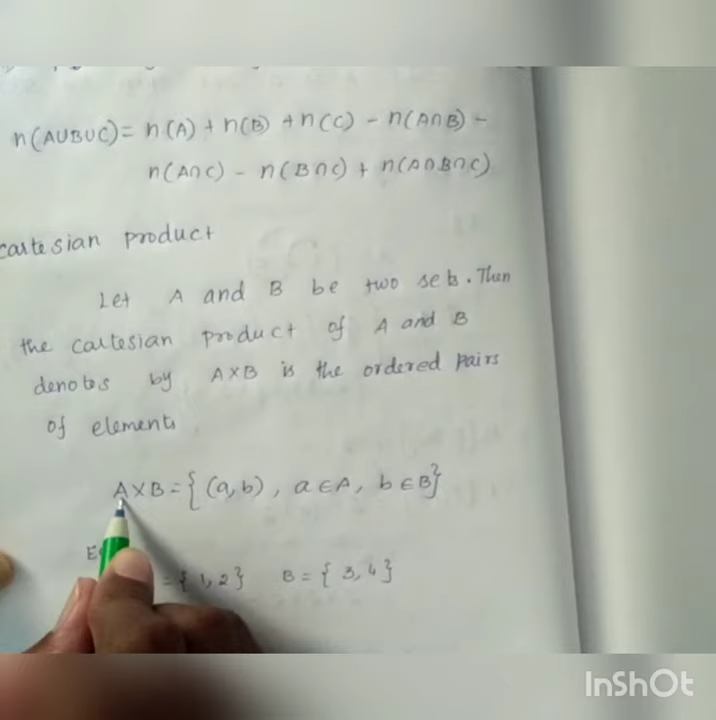 n(A∪B∪C) = n(A) + n(B) + n(C) - n(A∩B) -
n(A∩C) - n(B∩C) + n(A∩B∩C)
cartesian product
Let A and B be two sets. Then
the cartesian product of A and B
denotes by A×B is the ordered pairs
of elements
A×B = { (a,b), a∈A, b∈B}
= {1,2} B = {3,4}
InShOt